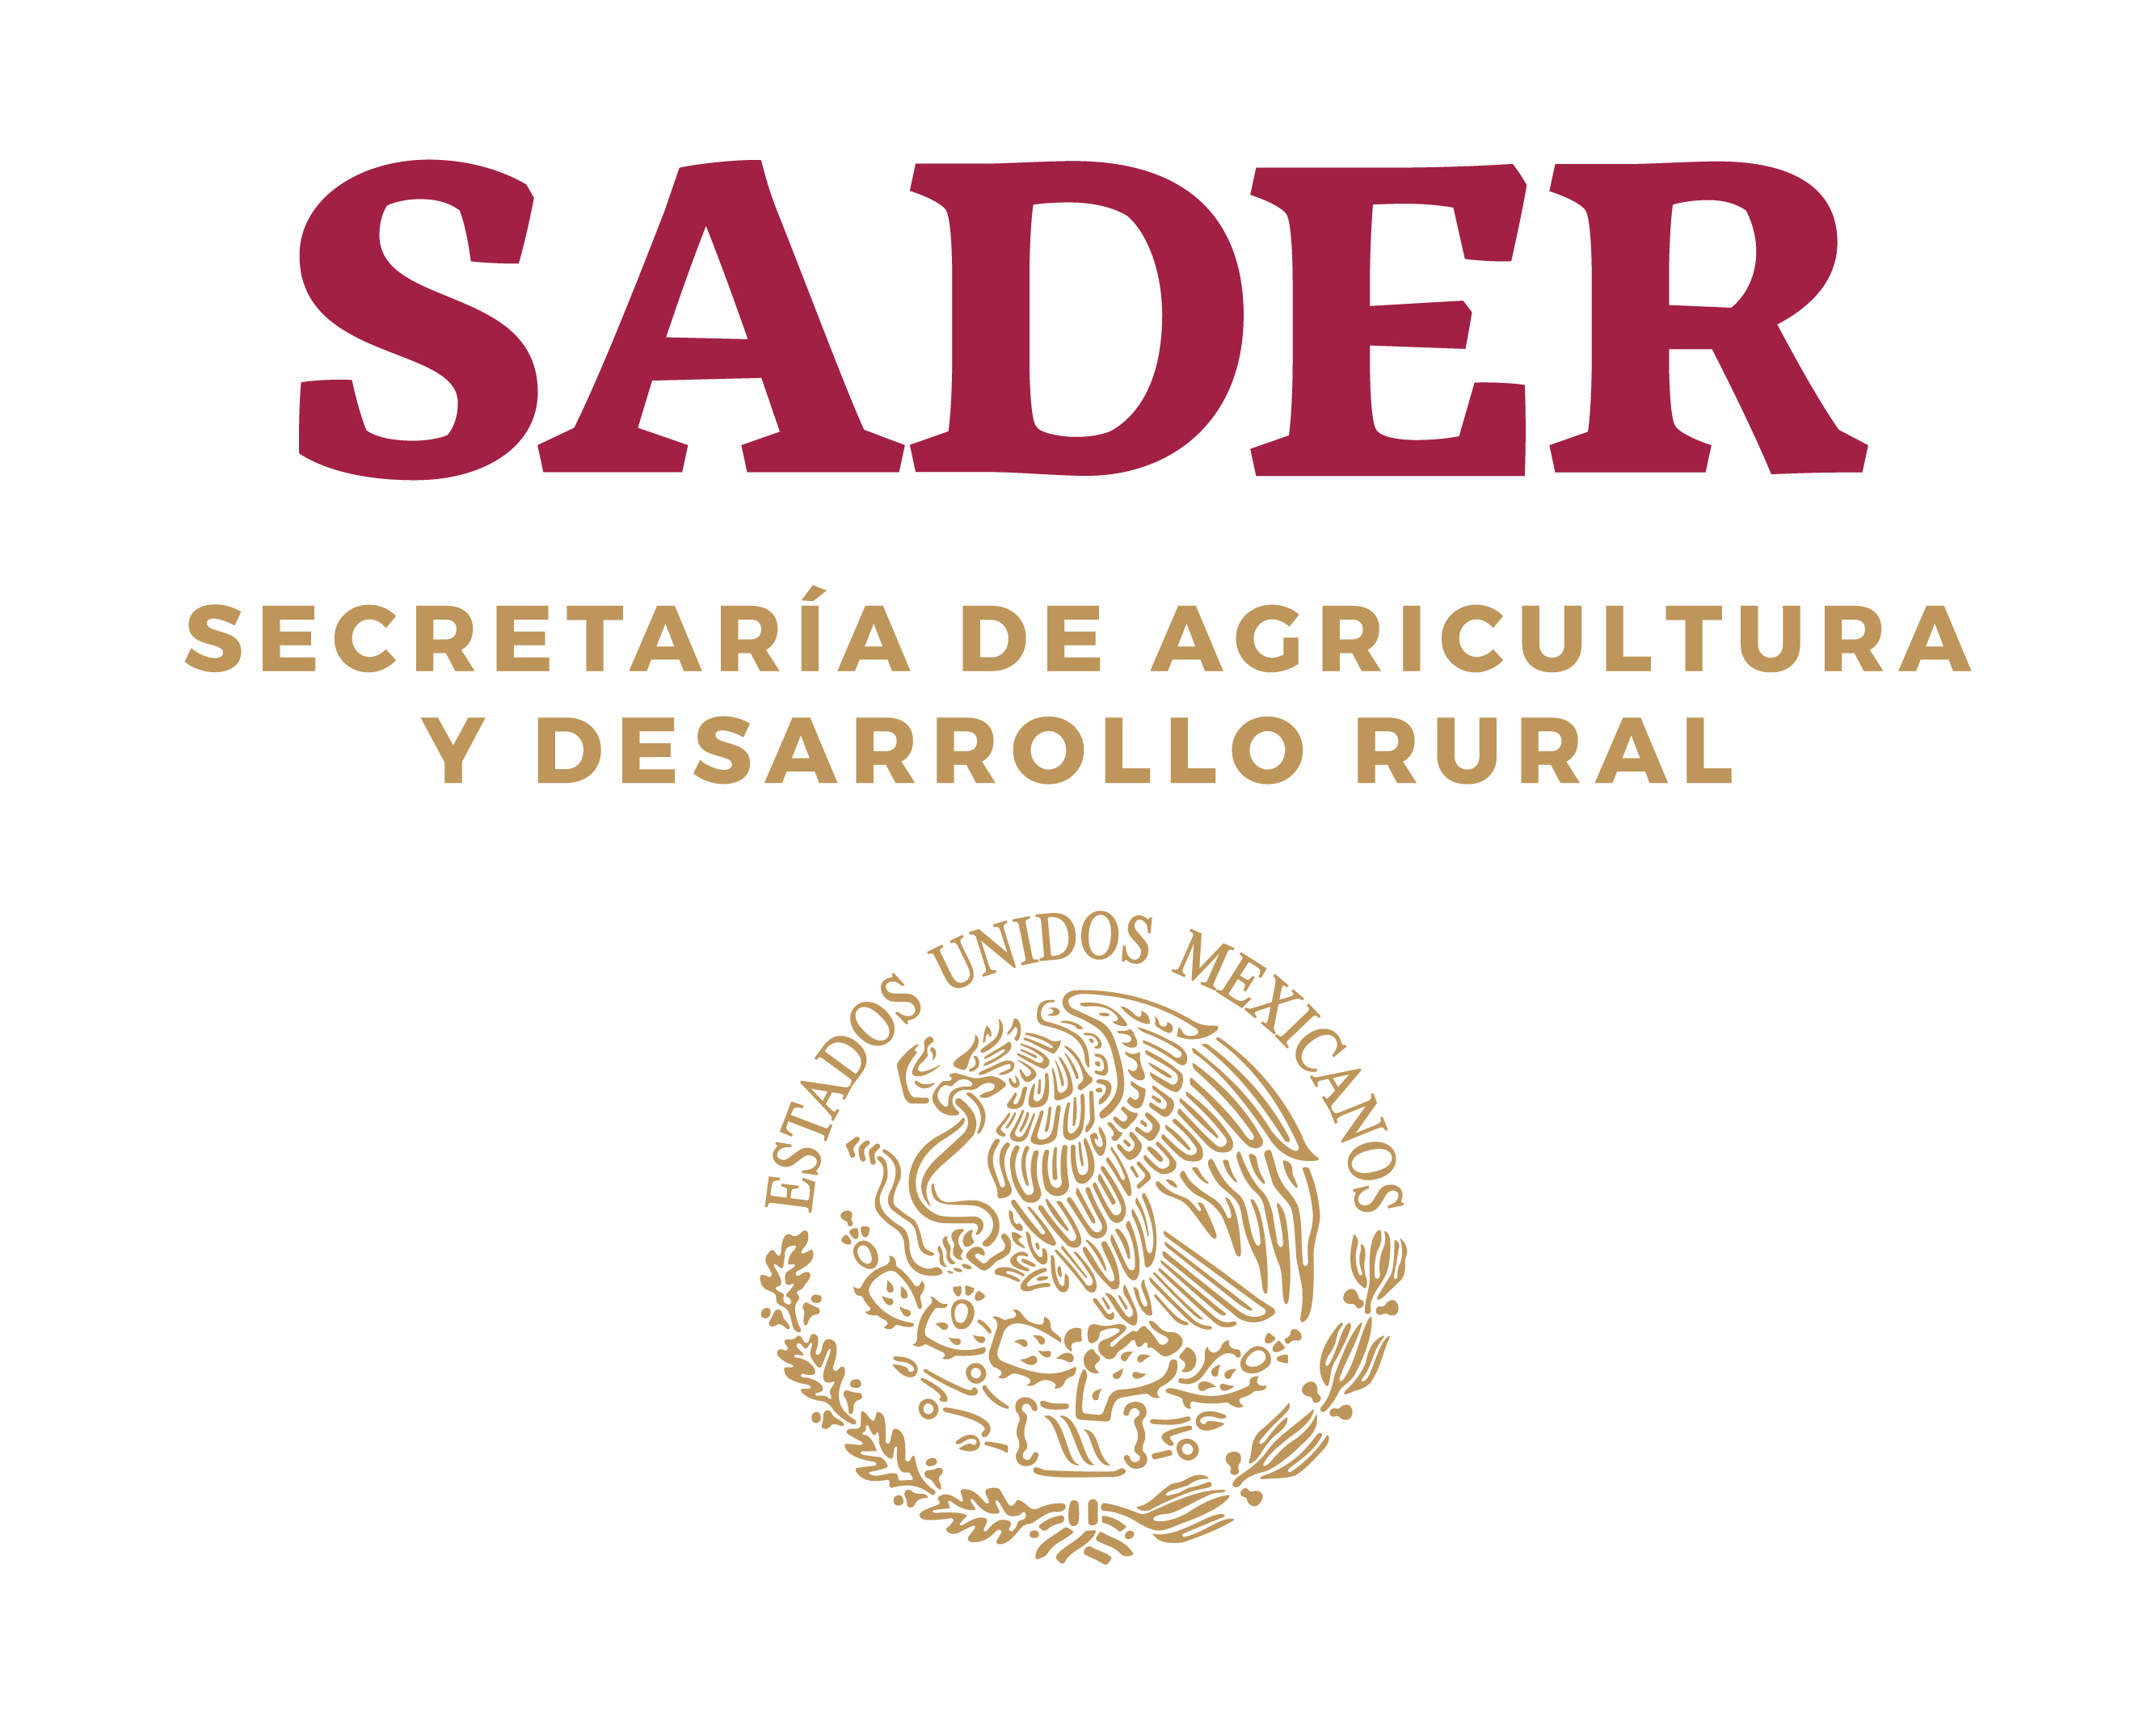 SADER
SECRETARÍA DE AGRICULTURA
Y DESARROLLO RURAL
ESTADOS UNIDOS MEXICANOS